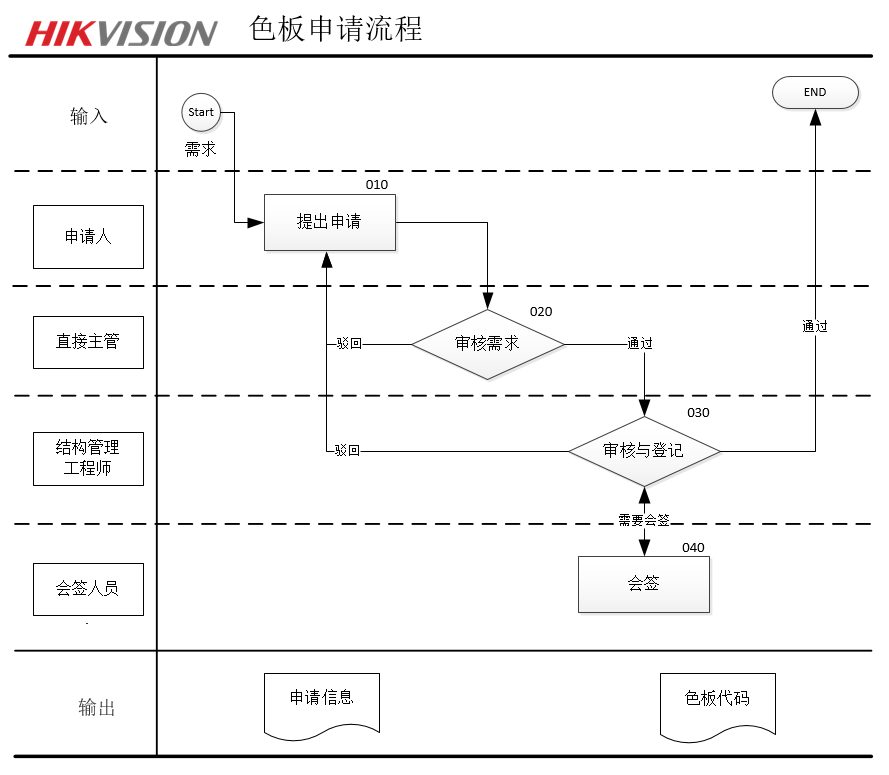 HIKVISION 色板申请流程
输入
Start
需求
END
申请人
010
提出申请
通过
直接主管
020
审核需求
驳回
通过
结构管理
工程师
030
审核与登记
驳回
需要会签
会签人员
040
会签
输出
申请信息
色板代码